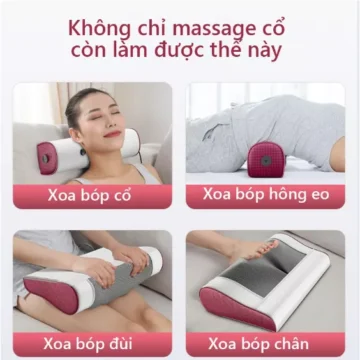 Không chỉ massage cổ
còn làm được thế này
Xoa bóp cổ
Xoa bóp hông eo
Xoa bóp đùi
Xoa bóp chân